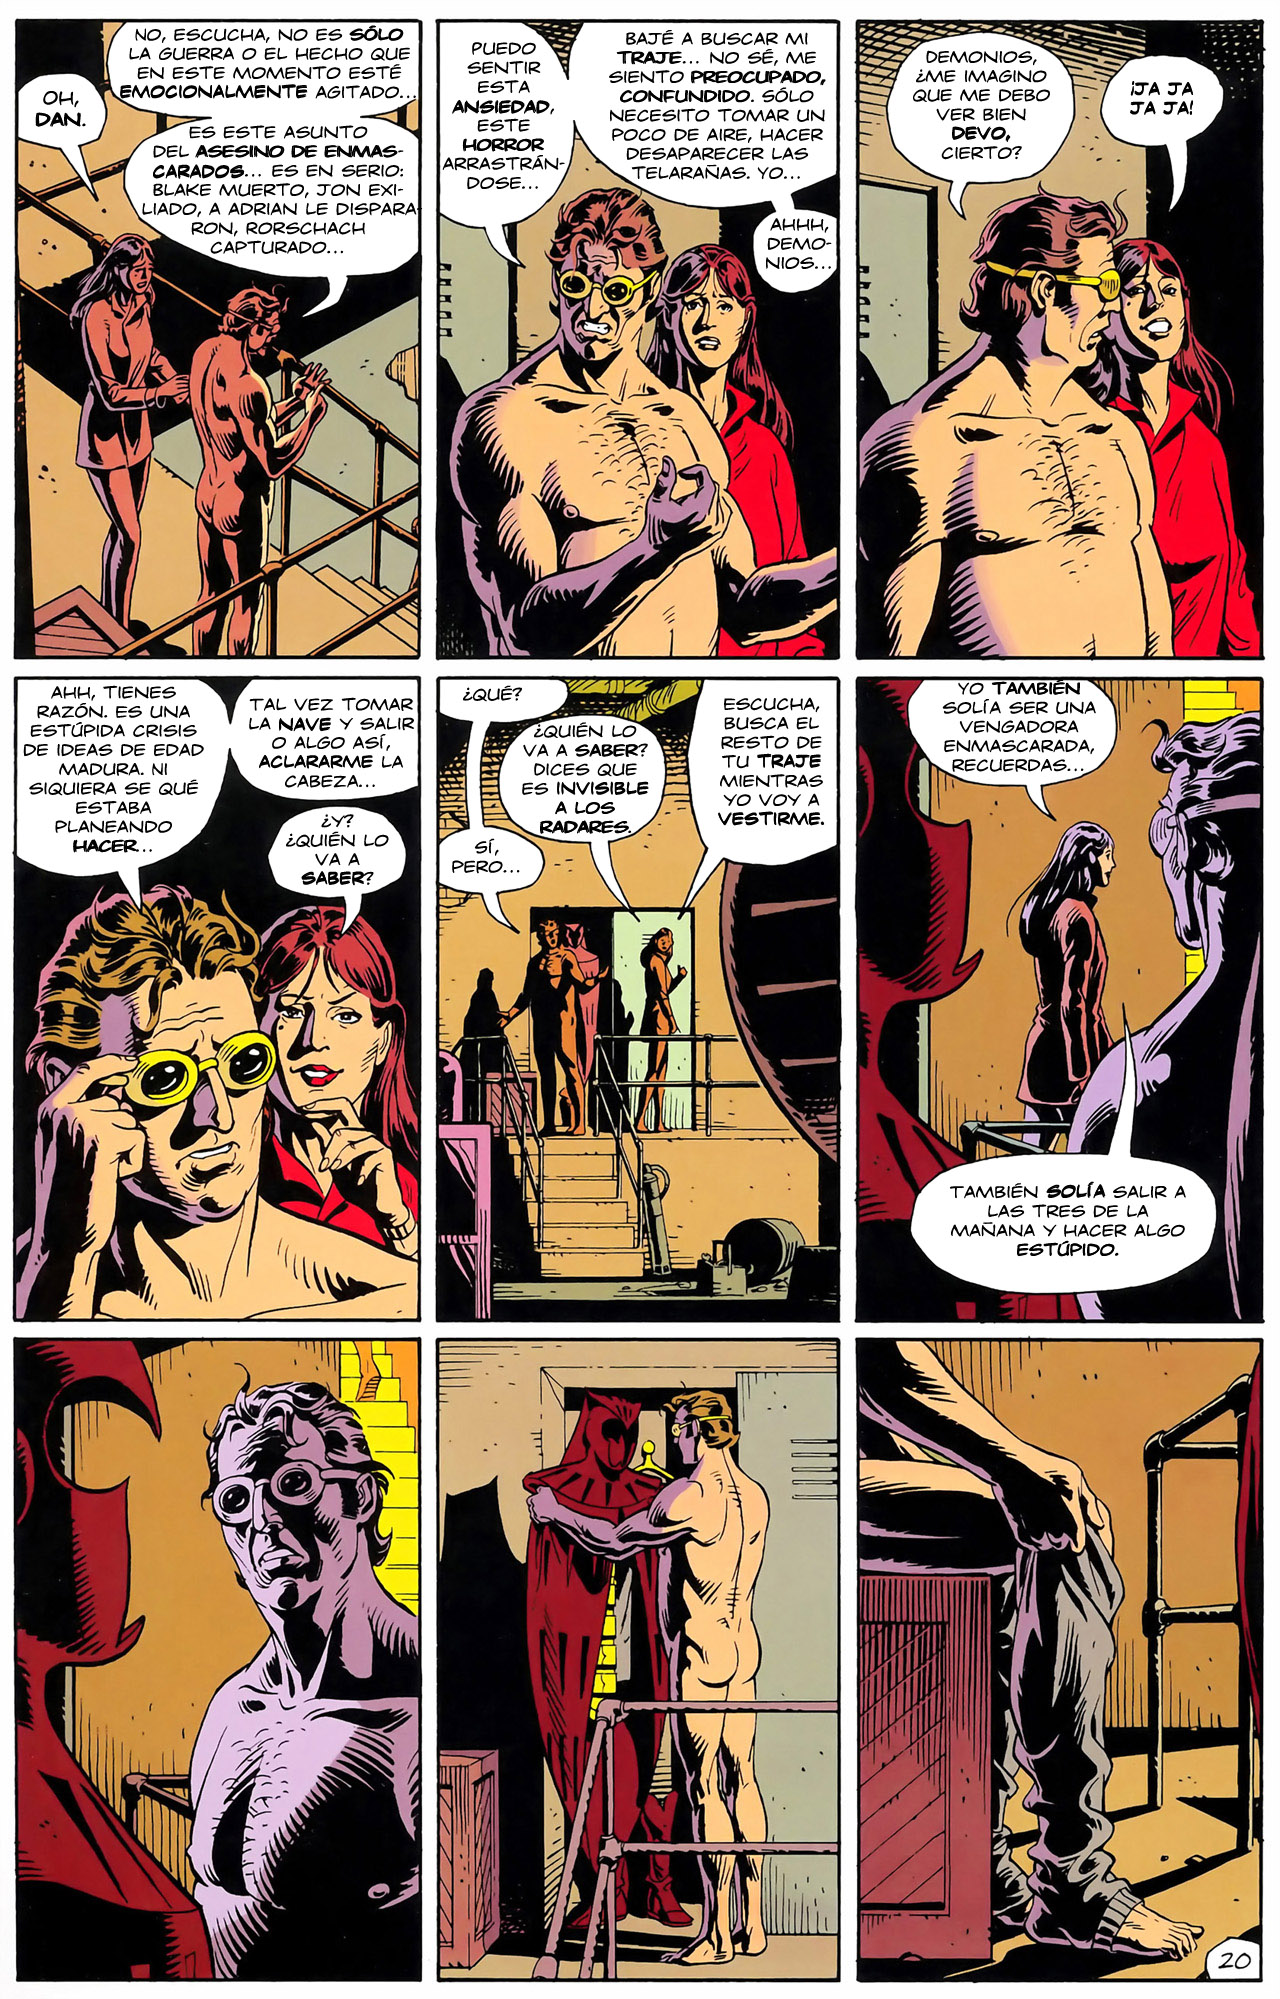 OH,
DAN.
NO, ESCUCHA, NO ES SÓLO
LA GUERRA O EL HECHO QUE
EN ESTE MOMENTO ESTÉ
EMOCIONALMENTE AGITADO...
ES ESTE ASUNTO
DEL ASESINO DE ENMAS-
CARADOS... ES EN SERIO:
BLAKE MUERTO, JON EXI-
LIADO, A ADRIAN LE DISPARA-
RON, RORSCHACH
CAPTURADO...
PUEDO
SENTIR
ESTA
ANSIEDAD,
ESTE
HORROR
ARRASTRÁN-
DOSE...
BAJÉ A BUSCAR MI
TRAJE... NO SÉ, ME
SIENTO PREOCUPADO,
CONFUNDIDO. SÓLO
NECESITO TOMAR UN
POCO DE AIRE, HACER
DESAPARECER LAS
TELARAÑAS. YO...
AHHH,
DEMO-
NIOS...
DEMONIOS,
¿ME IMAGINO
QUE ME DEBO
VER BIEN
DEVO,
CIERTO?
¡JA JA
JA JA!
AHH, TIENES
RAZÓN. ES UNA
ESTÚPIDA CRISIS
DE IDEAS DE EDAD
MADURA. NI
SIQUIERA SE QUÉ
ESTABA
PLANEANDO
HACER...
TAL VEZ TOMAR
LA NAVE Y SALIR
O ALGO ASÍ,
ACLARARME LA
CABEZA...
¿Y?
¿QUIÉN LO
VA A
SABER?
¿QUÉ?
SÍ,
PERO...
¿QUIÉN LO
VA A SABER?
DICES QUE
ES INVISIBLE
A LOS
RADARES.
ESCUCHA,
BUSCA EL
RESTO DE
TU TRAJE
MIENTRAS
YO VOY A
VESTIRME.
YO TAMBIÉN
SOLÍA SER UNA
VENGADORA
ENMASCARADA,
RECUERDAS...
TAMBIÉN SOLÍA SALIR A
LAS TRES DE LA
MAÑANA Y HACER ALGO
ESTÚPIDO.
20